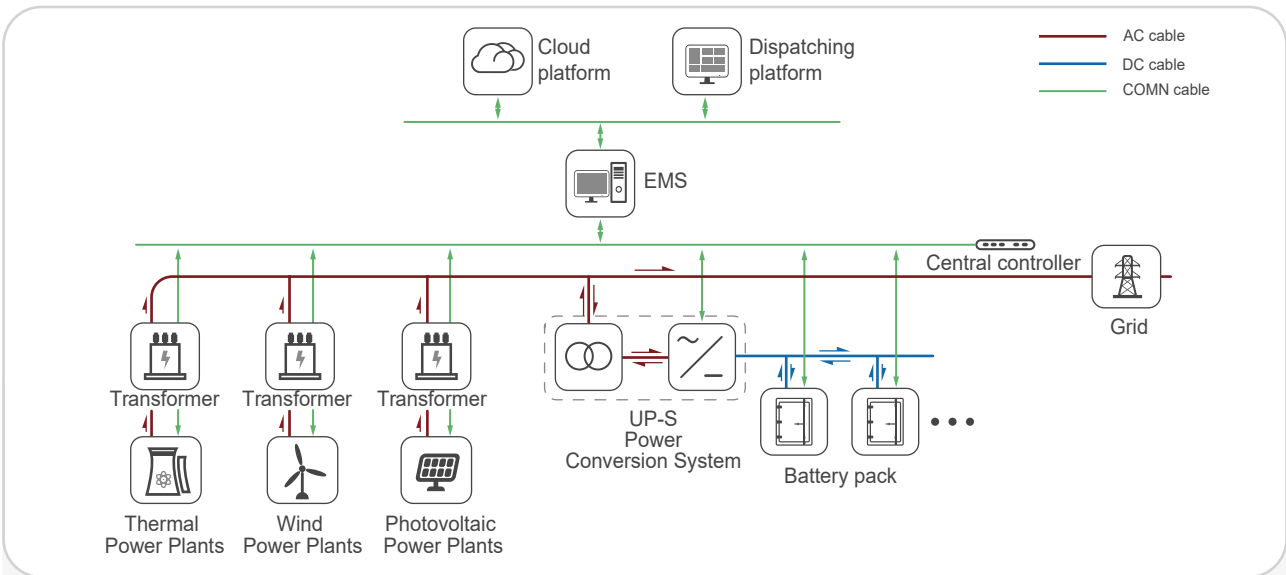 Cloud
platform
Dispatching
platform
AC cable
DC cable
COMN cable
EMS
Central controller
Grid
Transformer
Transformer
Transformer
UP-S
Power
Conversion System
Battery pack
Thermal
Power Plants
Wind
Power Plants
Photovoltaic
Power Plants